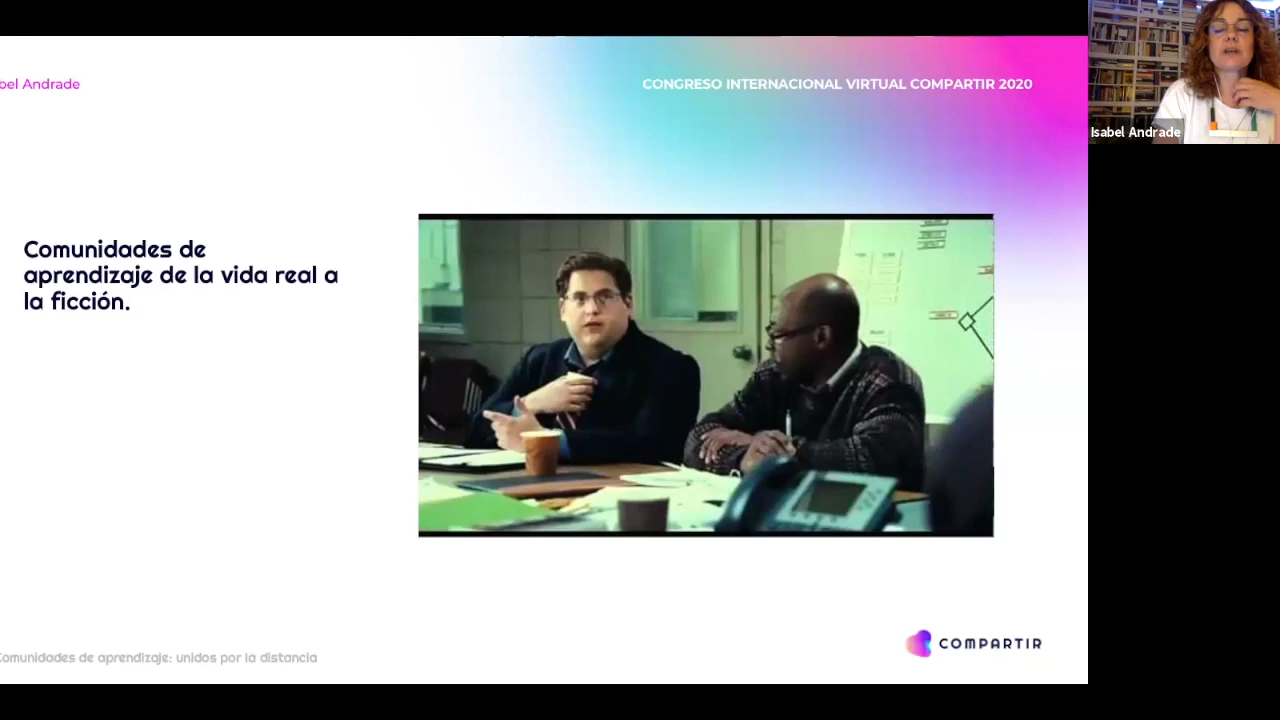 bel Andrade
CONGRESO INTERNACIONAL VIRTUAL COMPARTIR 2020
Isabel Andrade
Comunidades de
aprendizaje de la vida real a
la ficción.
COMPARTIR
Comunidades de aprendizaje: unidos por la distancia